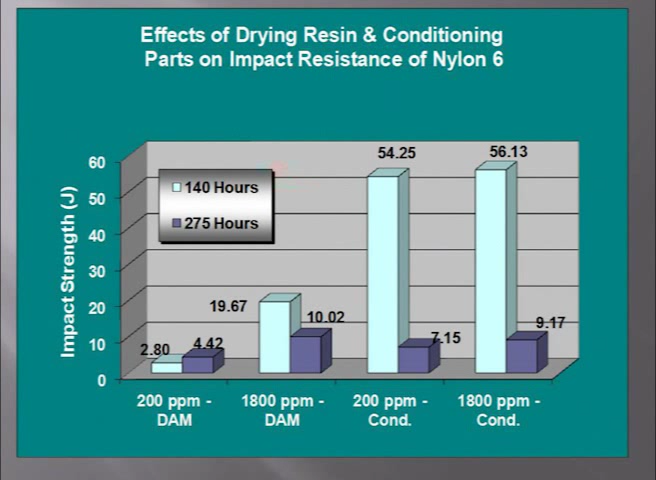 Effects of Drying Resin & Conditioning
Parts on Impact Resistance of Nylon 6
Impact Strength (J)
60
50
40
30
20
10
0
140 Hours
275 Hours
2.80
4.42
19.67
10.02
54.25
7.15
56.13
9.17
200 ppm -
DAM
1800 ppm -
DAM
200 ppm -
Cond.
1800 ppm -
Cond.